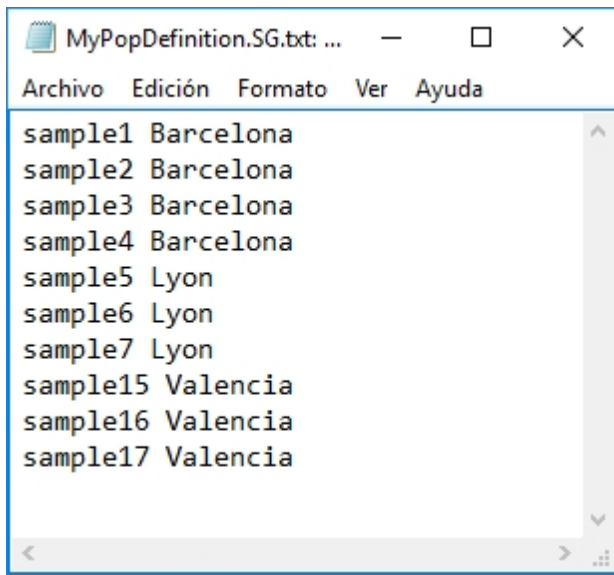 MyPopDefinition.SG.txt: ...
Archivo Edición Formato Ver Ayuda
sample1 Barcelona
sample2 Barcelona
sample3 Barcelona
sample4 Barcelona
sample5 Lyon
sample6 Lyon
sample7 Lyon
sample15 Valencia
sample16 Valencia
sample17 Valencia